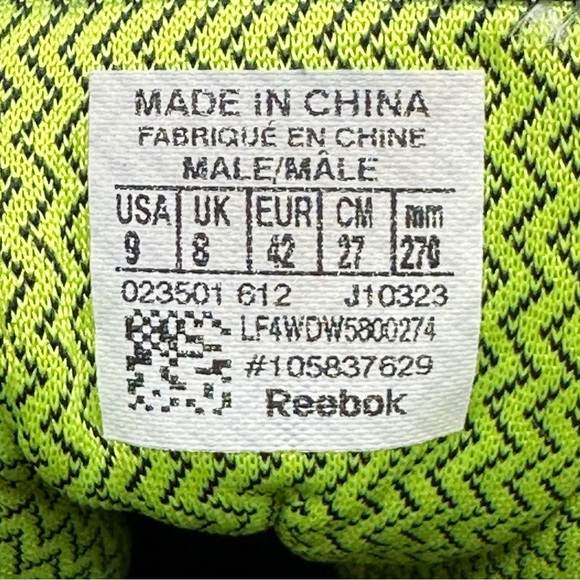 MADE IN CHINA
FABRIQUÉ EN CHINE
MALE/MÂLE
USA UK EUR CM mm
9 8 42 27 270
023501 612 J10323
LF4WDW5800274
#105837629
Reebok